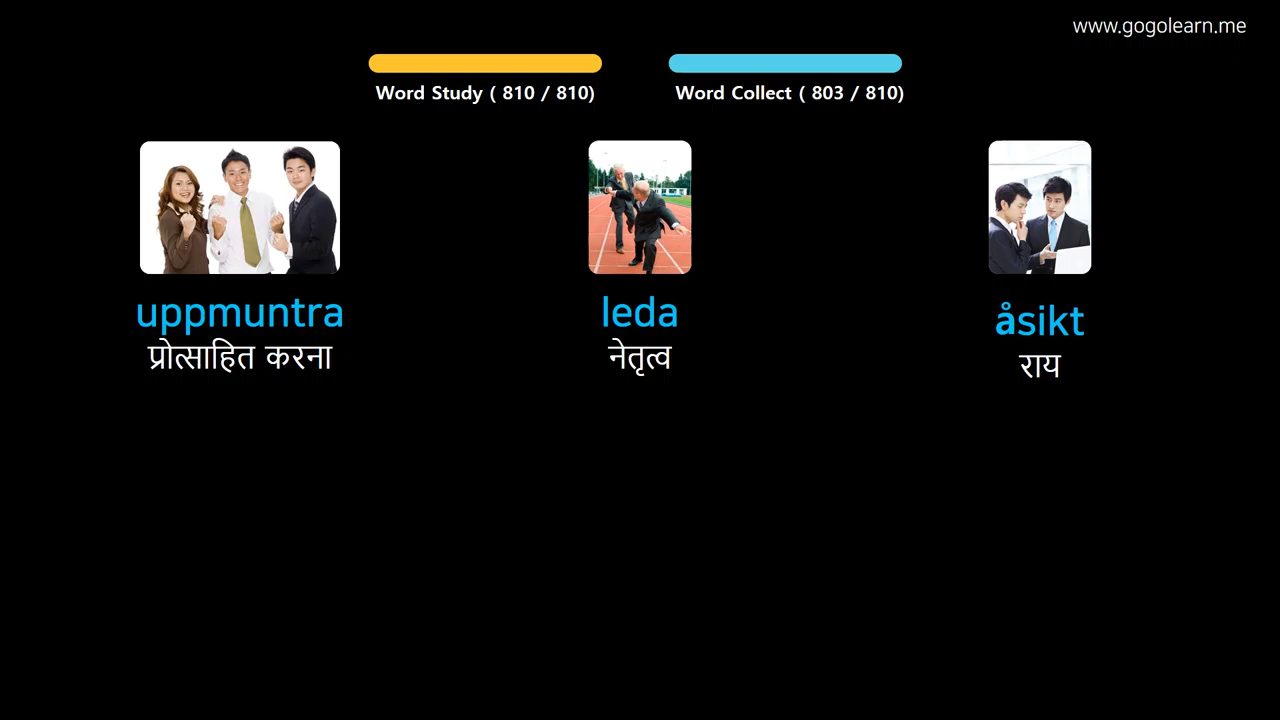 www.gogolearn.me
Word Study ( 810 / 810)
Word Collect ( 803 / 810)
uppmuntra
प्रोत्साहित करना
leda
नेतृत्व
åsikt
राय